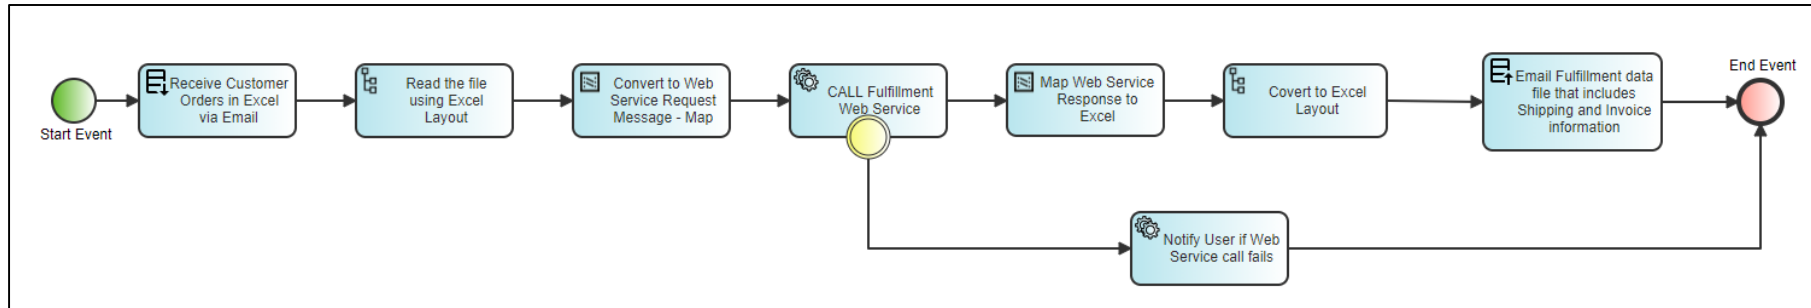 Start Event
Receive Customer
Orders in Excel
via Email
Read the file
using Excel
Layout
Convert to Web
Service Request
Message - Map
CALL Fulfillment
Web Service
Map Web Service
Response to
Excel
Covert to Excel
Layout
Email Fulfillment data
file that includes
Shipping and Invoice
information
End Event
Notify User if Web
Service call fails